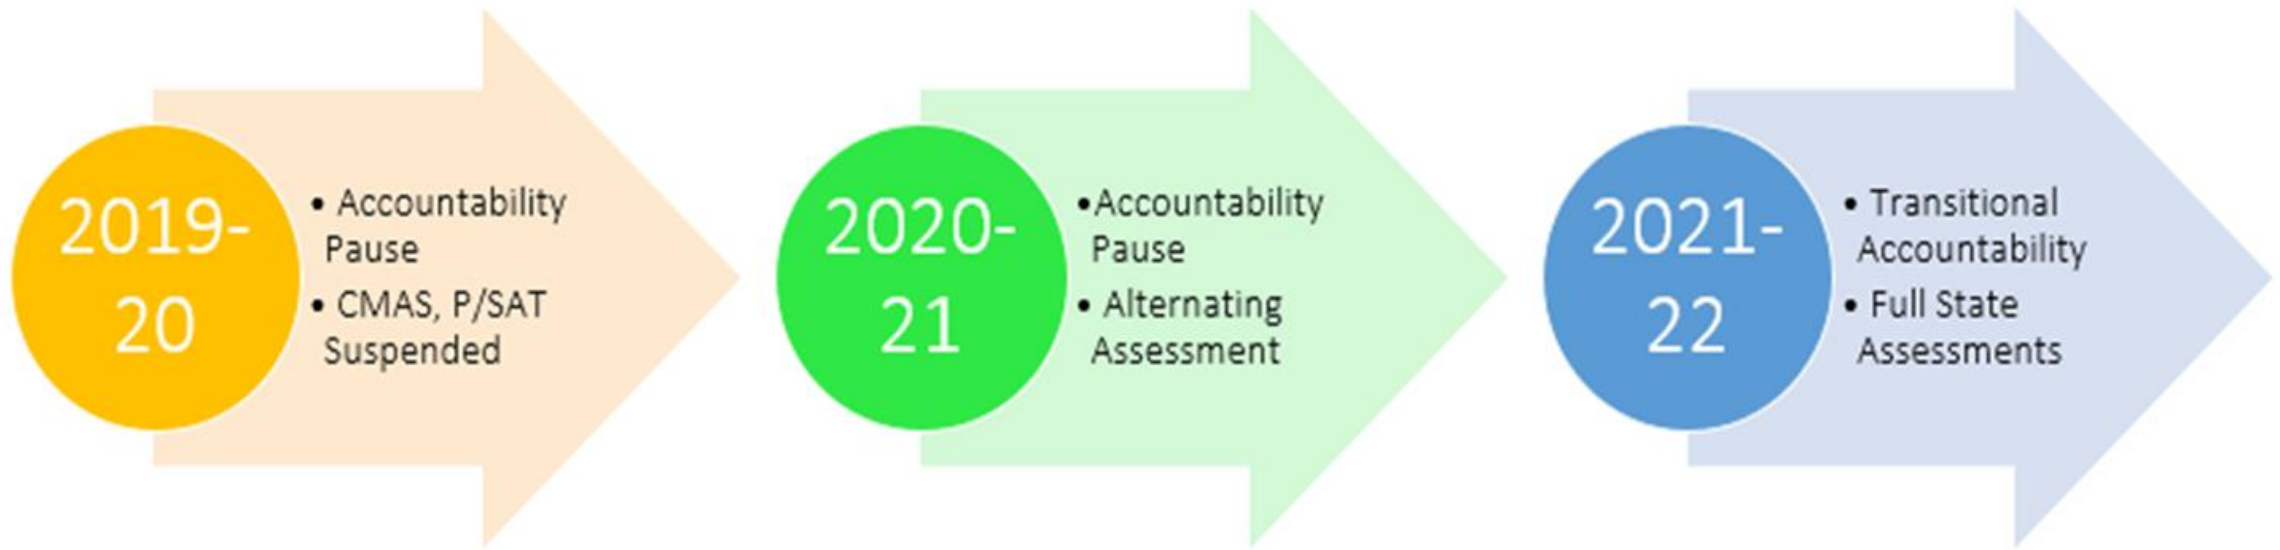 2019-
20
• Accountability
Pause
• CMAS, P/SAT
Suspended
2020-
21
•Accountability
Pause
• Alternating
Assessment
2021-
22
• Transitional
Accountability
• Full State
Assessments